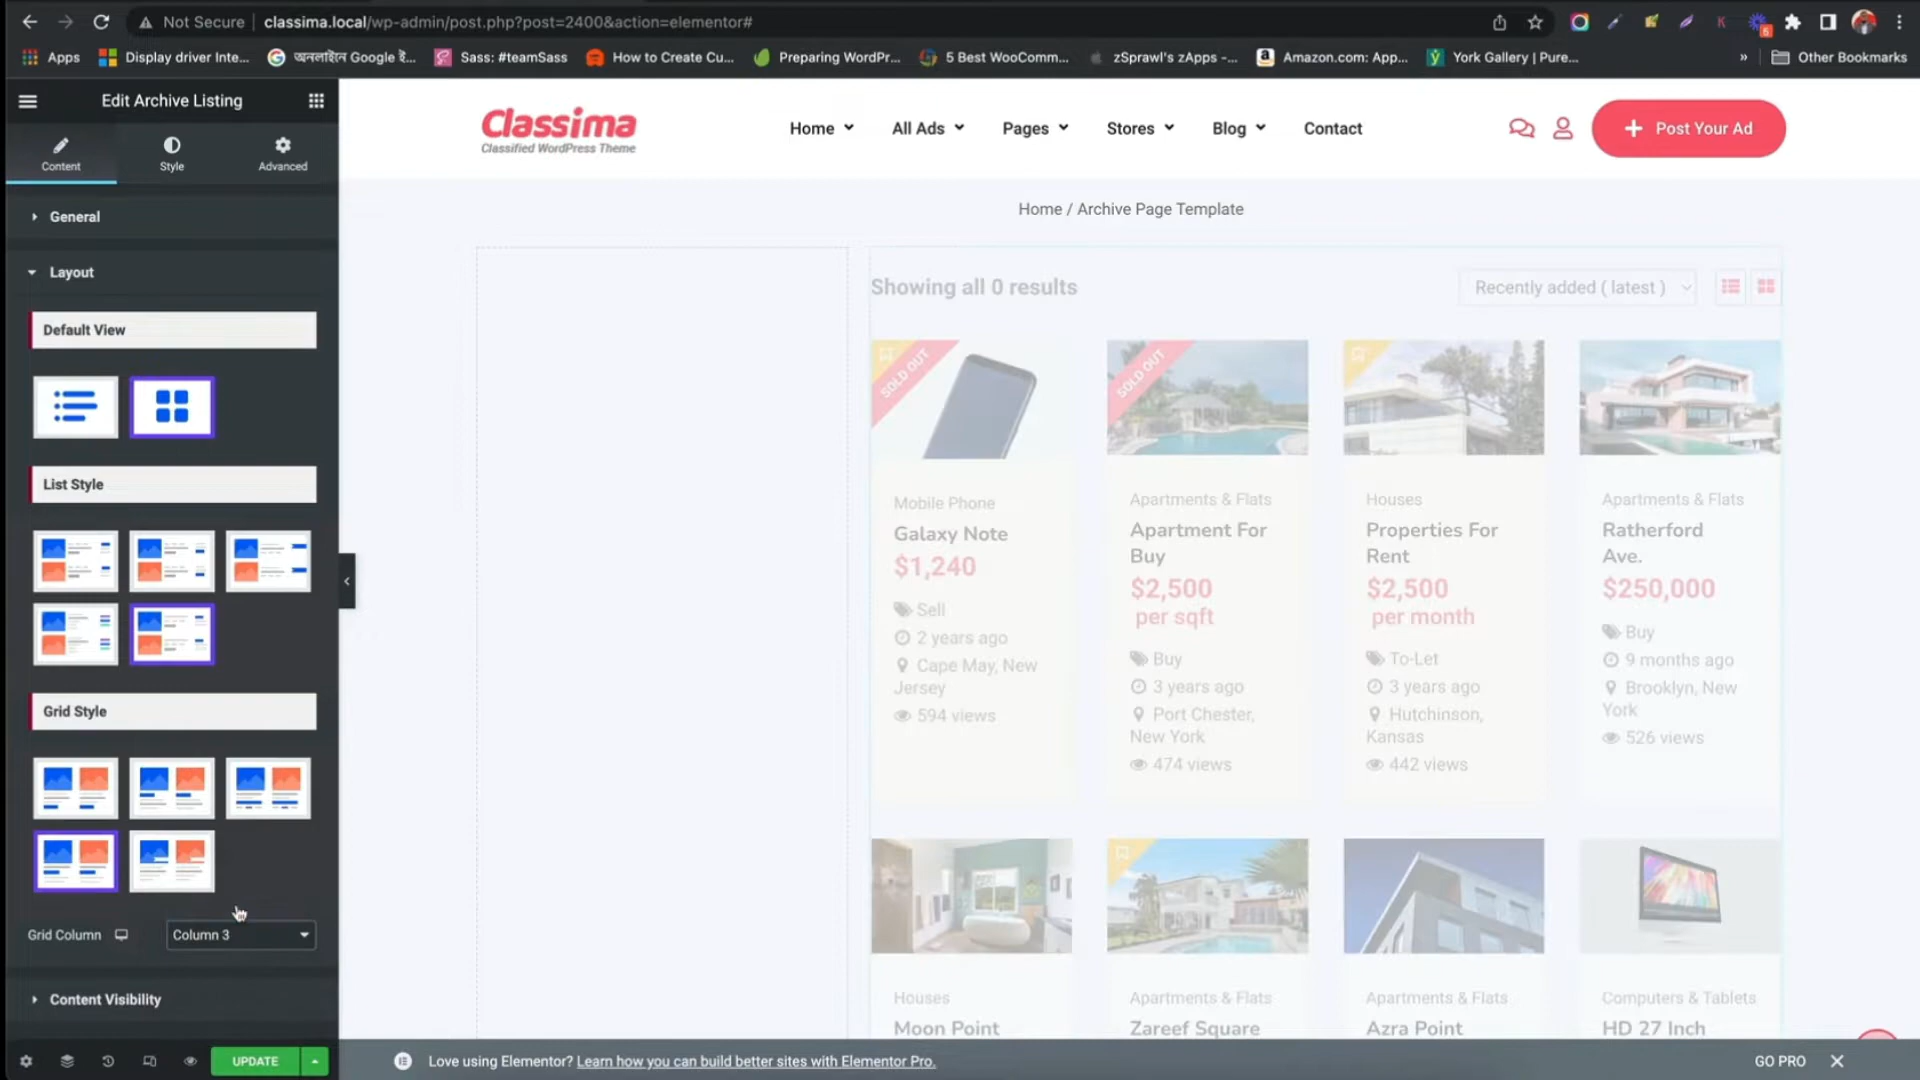 Not Secure | classima.local/wp-admin/post.php?post=2400&action=elementor#
Apps Display driver Inte... অনলাইনে Google ই... Sass: #teamSass How to Create Cu... Preparing WordPr... 5 Best WooComm... zSprawl's zApps -... Amazon.com: App... York Gallery | Pure... » Other Bookmarks
Edit Archive Listing
Content Style Advanced
General
Layout
Default View
List Style
Grid Style
Grid Column Column 3
Content Visibility
UPDATE
Classima
Classified WordPress Theme
Home All Ads Pages Stores Blog Contact
+ Post Your Ad
Home / Archive Page Template
Showing all 0 results
Recently added ( latest )
SOLD OUT
Mobile Phone
Galaxy Note
$1,240
Sell
2 years ago
Cape May, New
Jersey
594 views
SOLD OUT
Apartments & Flats
Apartment For
Buy
$2,500
per sqft
Buy
3 years ago
Port Chester,
New York
474 views
Houses
Properties For
Rent
$2,500
per month
To-Let
3 years ago
Hutchinson,
Kansas
442 views
Apartments & Flats
Ratherford
Ave.
$250,000
Buy
9 months ago
Brooklyn, New
York
526 views
Houses
Moon Point
Apartments & Flats
Zareef Square
Apartments & Flats
Azra Point
Computers & Tablets
HD 27 Inch
Love using Elementor? Learn how you can build better sites with Elementor Pro.
GO PRO